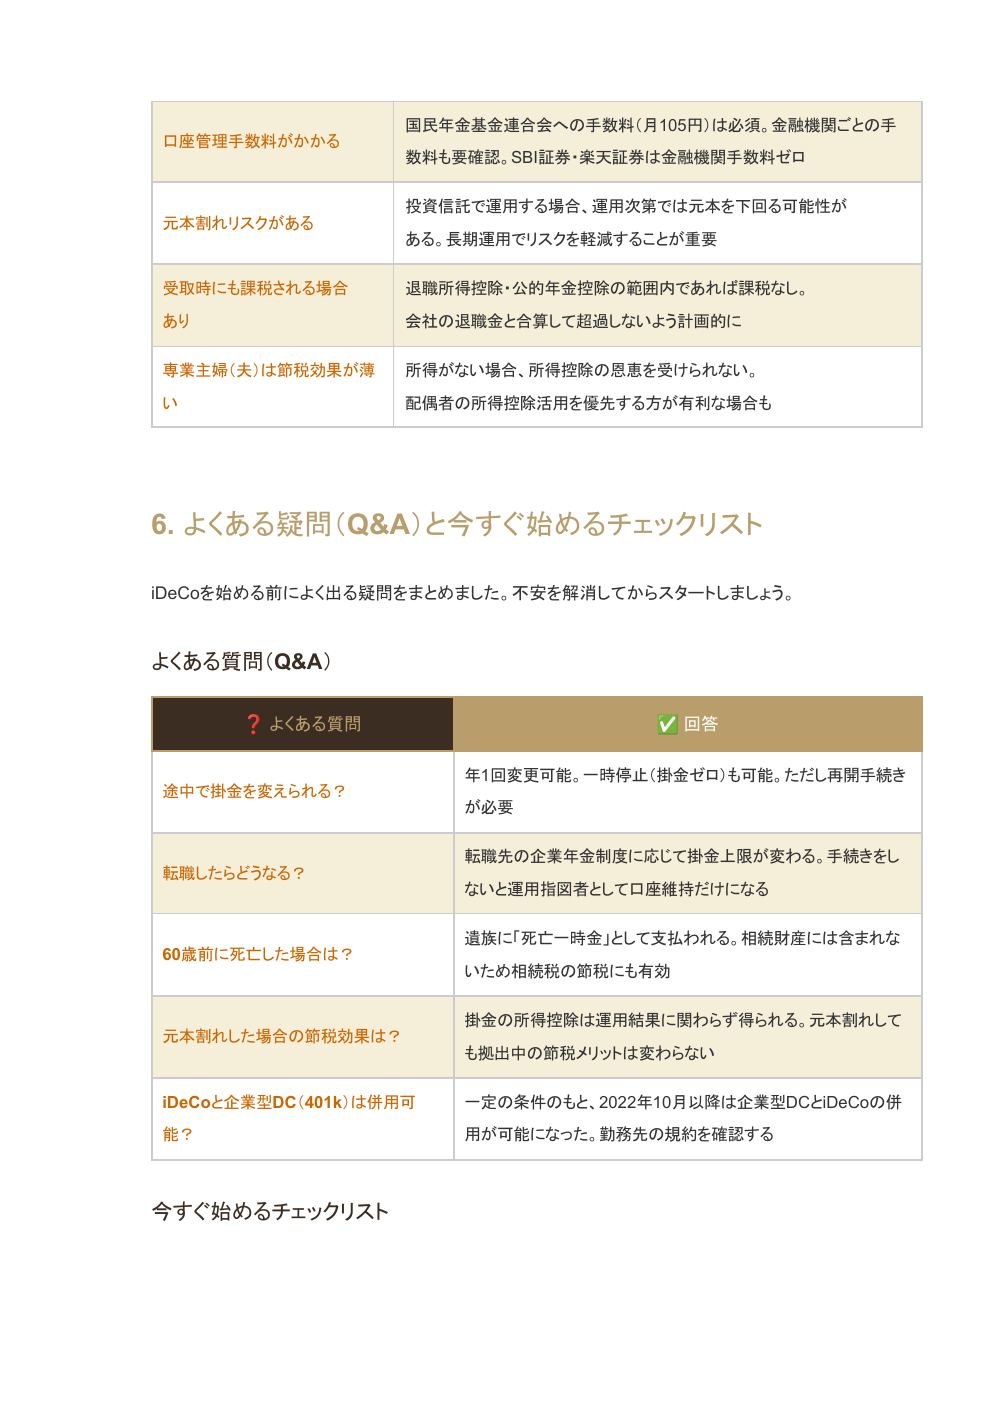 口座管理手数料がかかる
国民年金基金連合会への手数料（月105円）は必須。金融機関ごとの手
数料も要確認。SBI証券・楽天証券は金融機関手数料ゼロ
元本割れリスクがある
投資信託で運用する場合、運用次第では元本を下回る可能性が
ある。長期運用でリスクを軽減することが重要
受取時にも課税される場合
あり
退職所得控除・公的年金控除の範囲内であれば課税なし。
会社の退職金と合算して超過しないよう計画的に
専業主婦（夫）は節税効果が薄
い
所得がない場合、所得控除の恩恵を受けられない。
配偶者の所得控除活用を優先する方が有利な場合も
6. よくある疑問（Q&A）と今すぐ始めるチェックリスト
iDeCoを始める前によく出る疑問をまとめました。不安を解消してからスタートしましょう。
よくある質問（Q&A）
❓ よくある質問
✅ 回答
途中で掛金を変えられる？
年1回変更可能。一時停止（掛金ゼロ）も可能。ただし再開手続き
が必要
転職したらどうなる？
転職先の企業年金制度に応じて掛金上限が変わる。手続きをし
ないと運用指図者として口座維持だけになる
60歳前に死亡した場合は？
遺族に「死亡一時金」として支払われる。相続財産には含まれな
いため相続税の節税にも有効
元本割れした場合の節税効果は？
掛金の所得控除は運用結果に関わらず得られる。元本割れして
も拠出中の節税メリットは変わらない
iDeCoと企業型DC（401k）は併用可
能？
一定の条件のもと、2022年10月以降は企業型DCとiDeCoの併
用が可能になった。勤務先の規約を確認する
今すぐ始めるチェックリスト